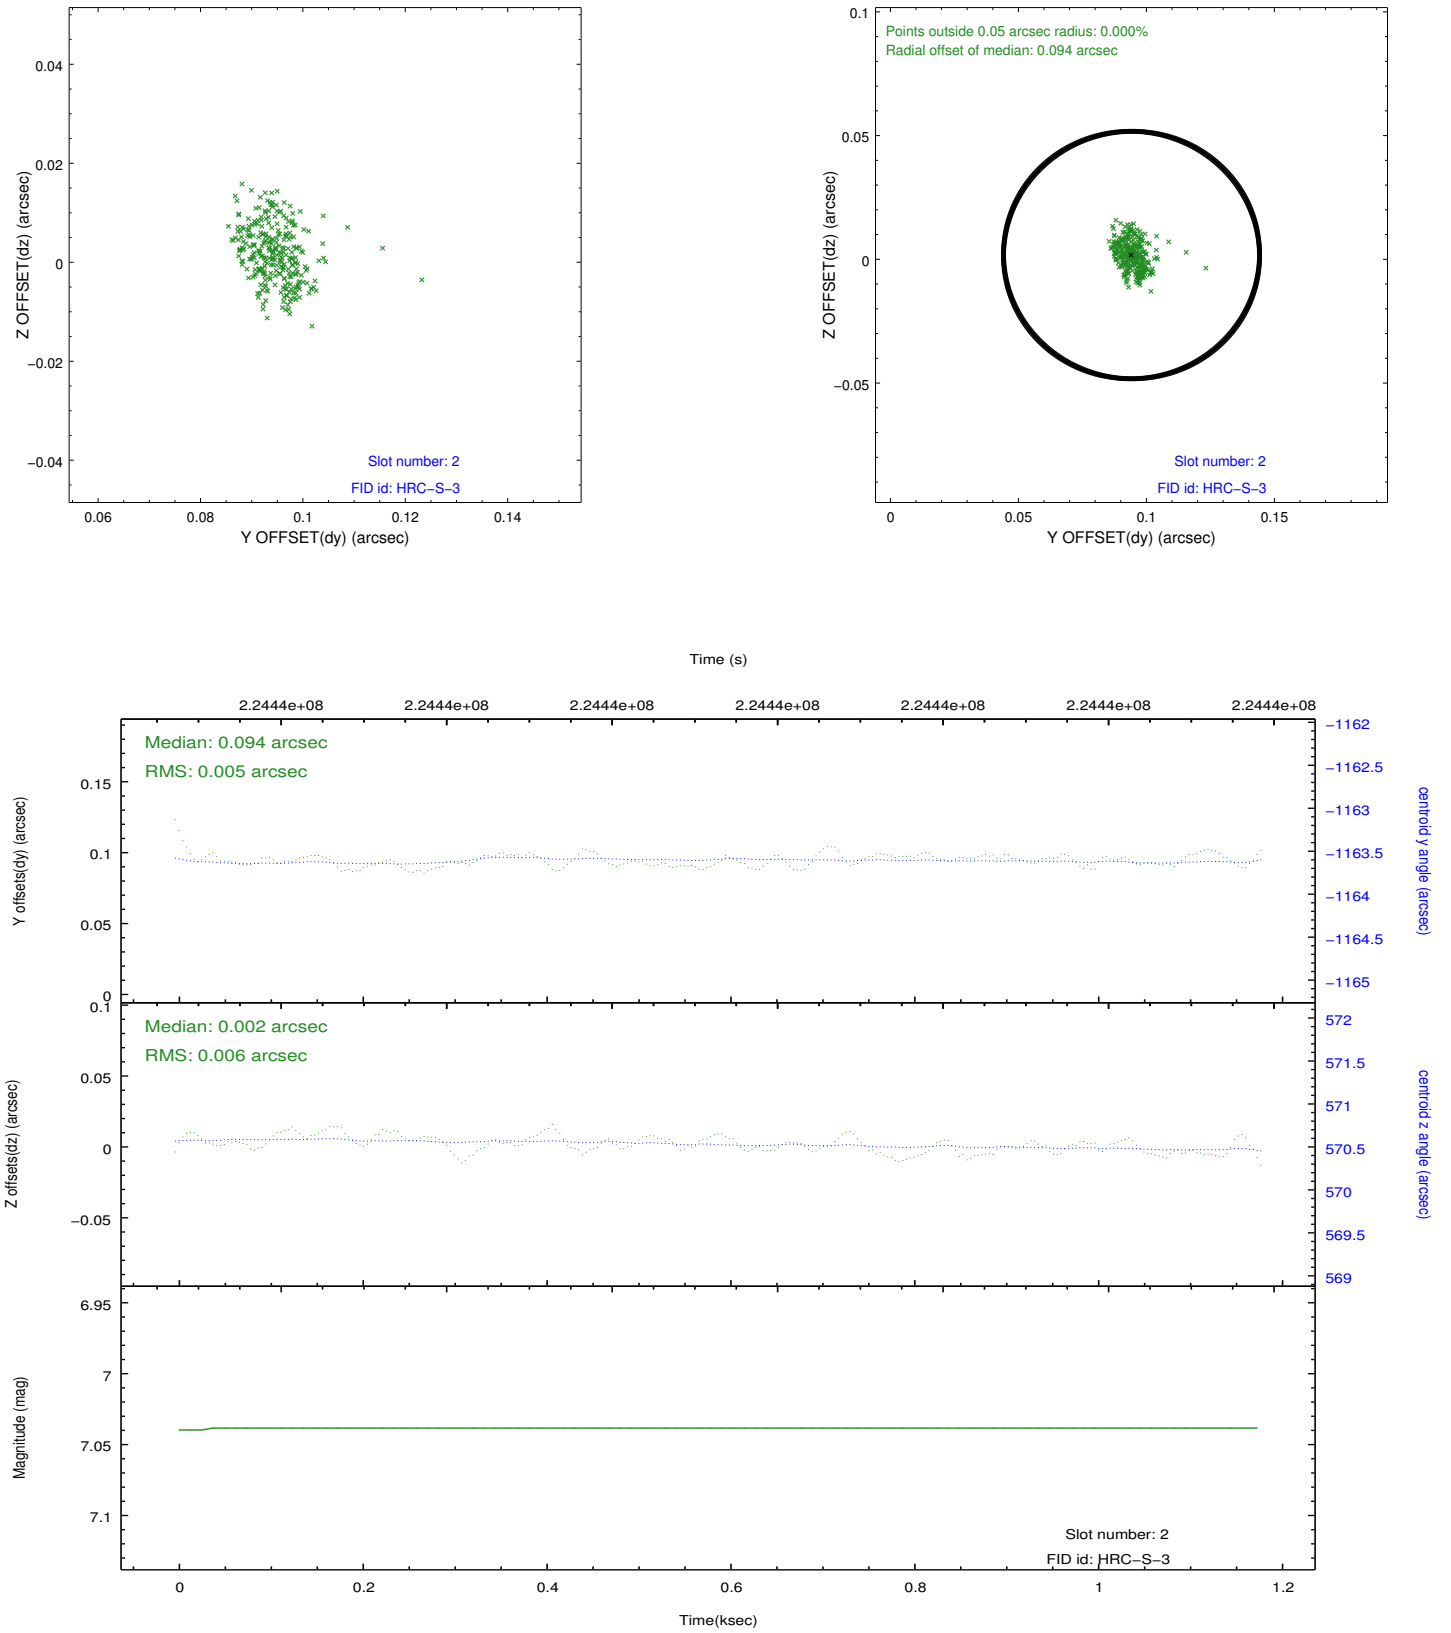 0.04
0.02
0
−0.02
−0.04
Z OFFSET(dz) (arcsec)
Slot number: 2
FID id: HRC−S−3
0.06
0.08
0.1
0.12
0.14
Y OFFSET(dy) (arcsec)
Points outside 0.05 arcsec radius: 0.000%
Radial offset of median: 0.094 arcsec
0.1
0.05
0
−0.05
Z OFFSET(dz) (arcsec)
Slot number: 2
FID id: HRC−S−3
0
0.05
0.1
0.15
Y OFFSET(dy) (arcsec)
Time (s)
2.2444e+08
2.2444e+08
2.2444e+08
2.2444e+08
2.2444e+08
2.2444e+08
2.2444e+08
Median: 0.094 arcsec
RMS: 0.005 arcsec
0.15
0.1
0.05
0
Y offsets(dy) (arcsec)
−1162
−1162.5
−1163
−1163.5
−1164
−1164.5
−1165
centroid y angle (arcsec)
Median: 0.002 arcsec
RMS: 0.006 arcsec
0.1
0.05
0
−0.05
Z offsets(dz) (arcsec)
572
571.5
571
570.5
570
569.5
569
centroid z angle (arcsec)
6.95
7
7.05
7.1
Magnitude (mag)
Slot number: 2
FID id: HRC−S−3
0
0.2
0.4
0.6
0.8
1
1.2
Time(ksec)